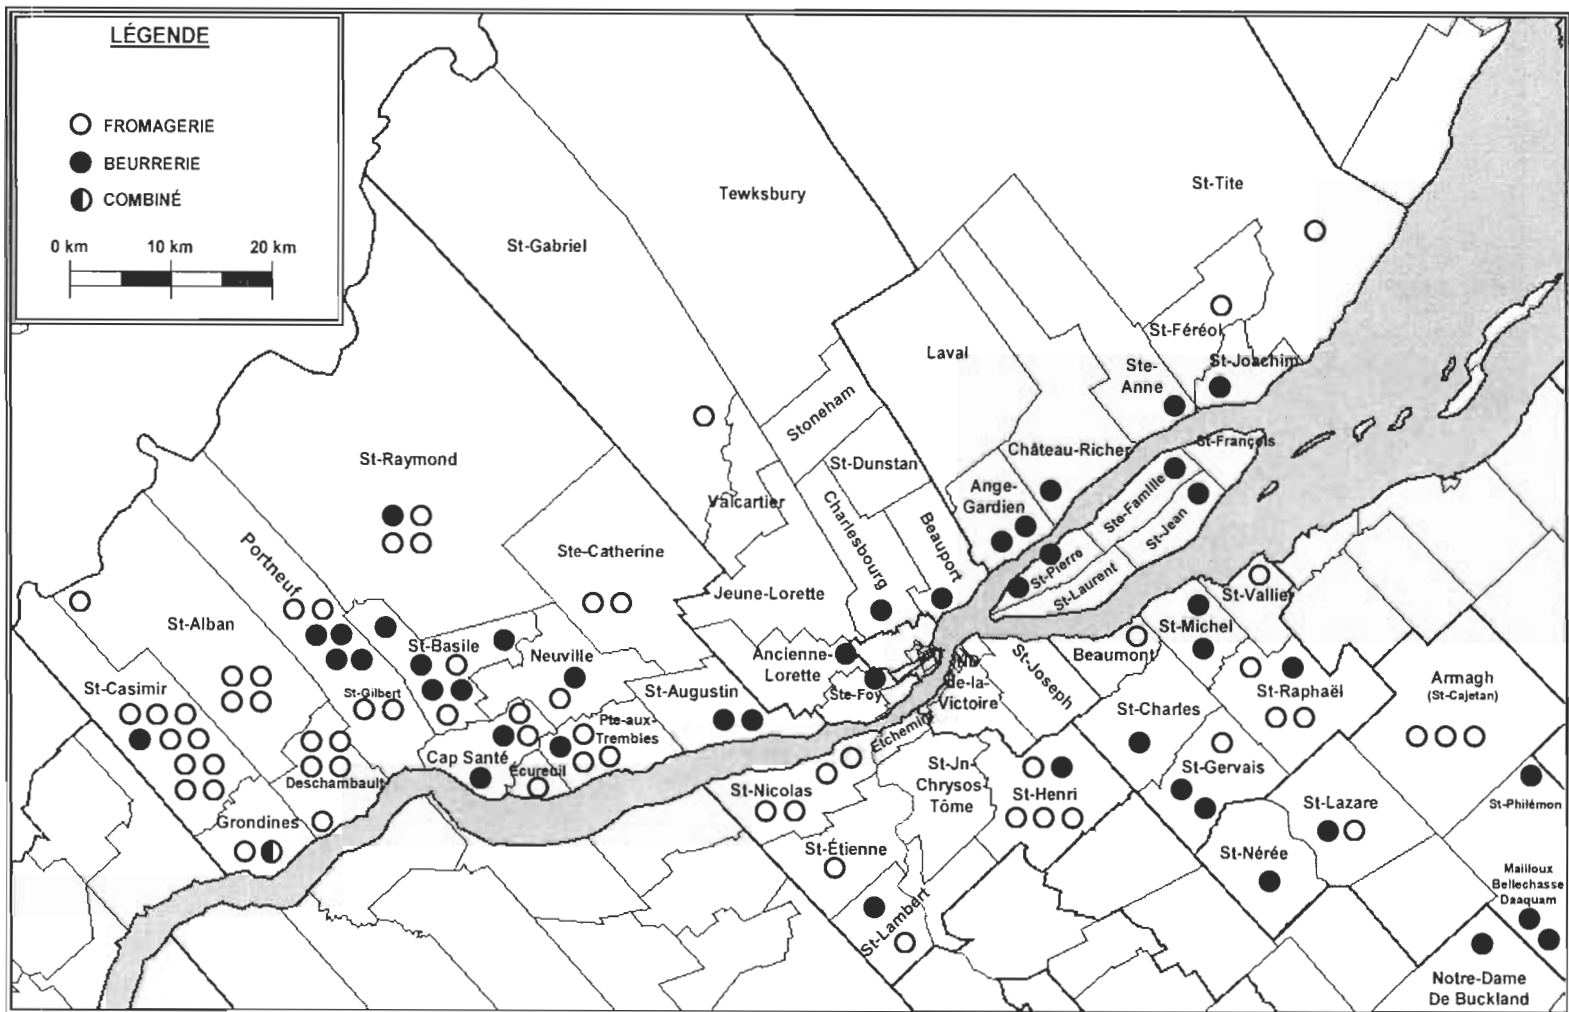 LÉGENDE
FROMAGERIE
BEURRERIE
COMBINÉ
0 km 10 km 20 km
St-Tite
Tewksbury
St-Gabriel
St-Féréol
Laval
St-Joachim
Ste-
Anne
Stoneham
St-François
Château-Richer
St-Raymond
St-Dunstan
Ange-
Gardien
Valcartier
Ste-Famille
Charlesbourg
Beauport
St-Jean
Portneuf
Ste-Catherine
St-Pierre
St-Laurent
Jeune-Lorette
St-Vallier
St-Alban
St-Michel
St-Basile
Neuville
Ancienne-
Lorette
Beaumont
St-Joseph
ND
de-la-
Victoire
Armagh
(St-Cajetan)
St-Casimir
St-Gilbert
St-Augustin
Ste-Foy
St-Raphaël
St-Charles
Pte-aux-
Trembles
Etchemin
Cap Santé
Ecureuil
St-Gervais
Deschambault
St-Jn-
Chrysos
Tôme
St-Nicolas
St-Henri
St-Lazare
St-Philémon
Grondines
St-Étienne
St-Nérée
Mailloux
Bellechasse
Daaquam
St-Lambert
Notre-Dame
De Buckland